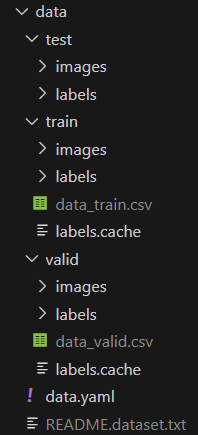 data
test
images
labels
train
images
labels
data_train.csv
labels.cache
valid
images
labels
data_valid.csv
labels.cache
data.yaml
README.dataset.txt